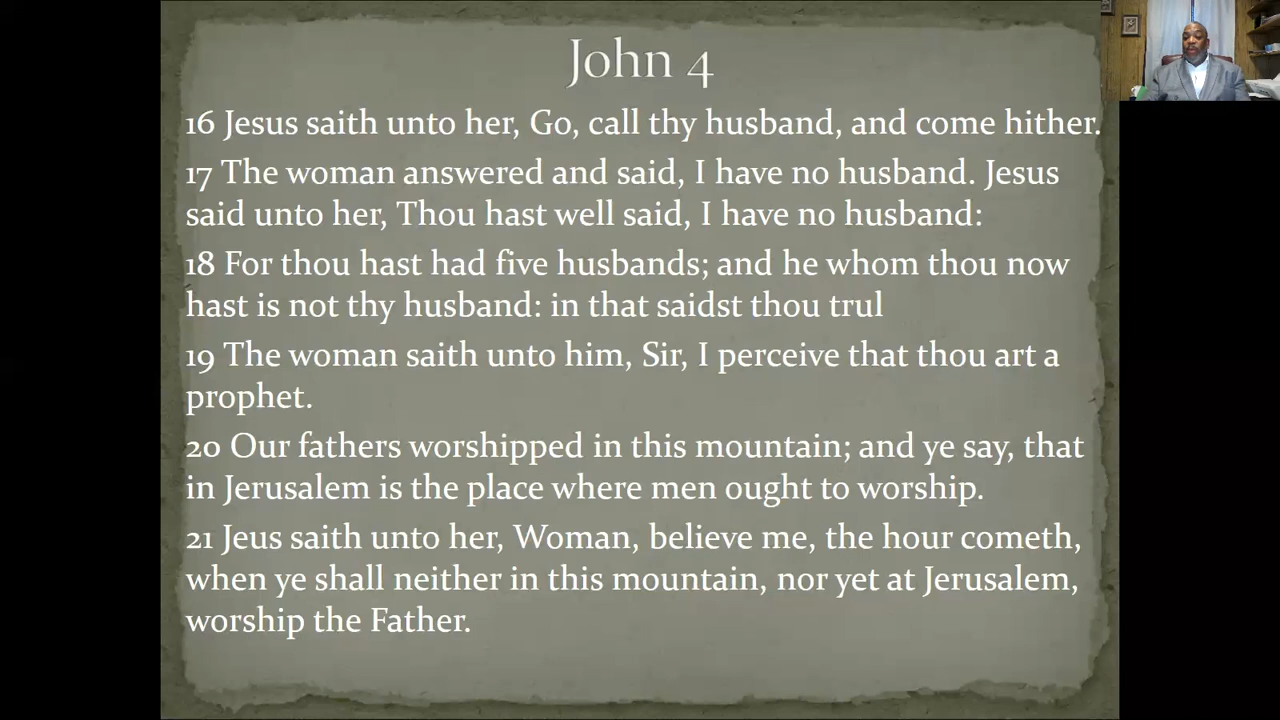 John 4
16 Jesus saith unto her, Go, call thy husband, and come hither.
17 The woman answered and said, I have no husband. Jesus
said unto her, Thou hast well said, I have no husband:
18 For thou hast had five husbands; and he whom thou now
hast is not thy husband: in that saidst thou trul
19 The woman saith unto him, Sir, I perceive that thou art a
prophet.
20 Our fathers worshipped in this mountain; and ye say, that
in Jerusalem is the place where men ought to worship.
21 Jeus saith unto her, Woman, believe me, the hour cometh,
when ye shall neither in this mountain, nor yet at Jerusalem,
worship the Father.